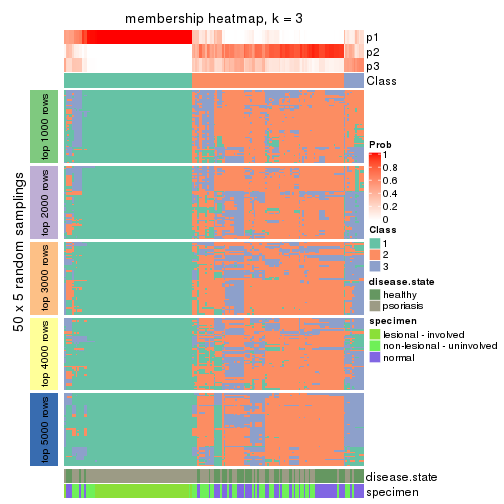 membership heatmap, k = 3
p1
p2
p3
Class
50 x 5 random samplings
top 1000 rows
top 2000 rows
top 3000 rows
top 4000 rows
top 5000 rows
Prob
1
0.8
0.6
0.4
0.2
0
Class
1
2
3
disease.state
healthy
psoriasis
specimen
lesional - involved
non-lesional - uninvolved
normal
disease.state
specimen